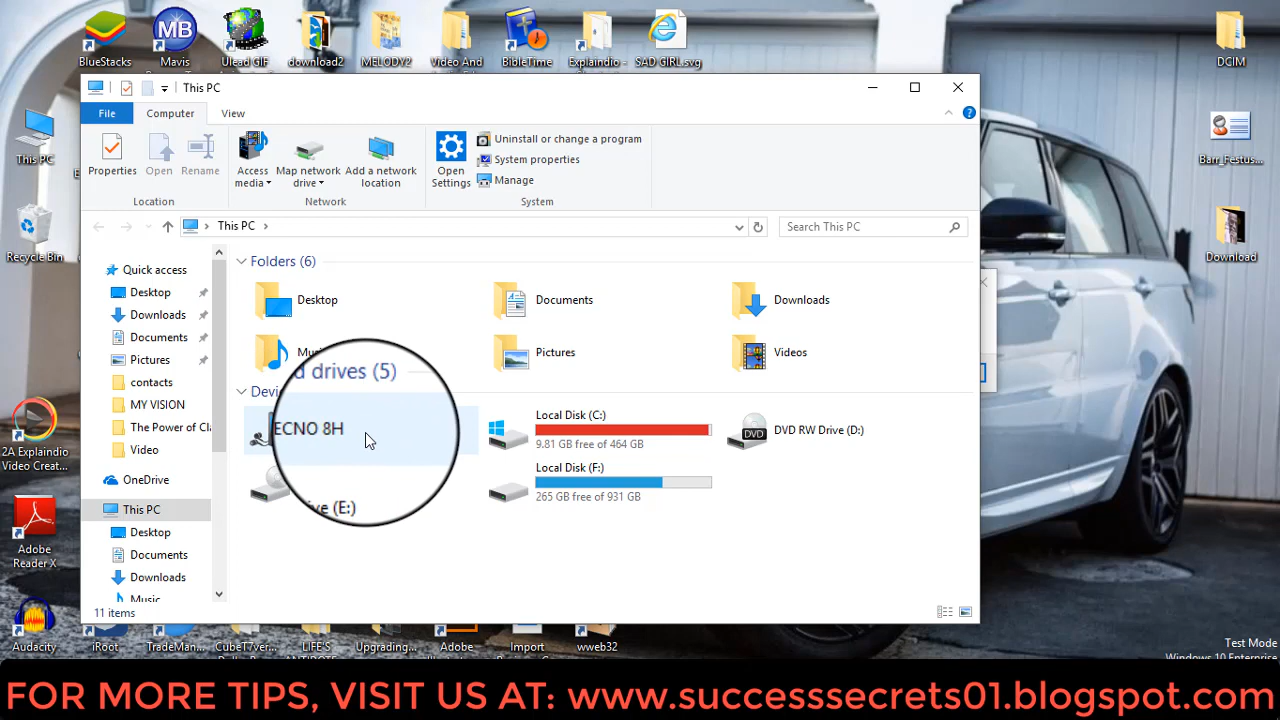 BlueStacks
Mavis
Ulead GIF
download2
MELODY2
Video And
BibleTime
Explaindio -
SAD GIRL.svg
DCIM
This PC
File
Computer
View
Properties
Open
Rename
Access media
Map network drive
Add a network location
Open Settings
Uninstall or change a program
System properties
Manage
Location
Network
System
This PC
Search This PC
This PC
Recycle Bin
Barr_Festus...
Download
Quick access
Desktop
Downloads
Documents
Pictures
contacts
MY VISION
The Power of Cl
Video
OneDrive
This PC
Desktop
Documents
Downloads
Music
Folders (6)
Desktop
Documents
Downloads
Pictures
Videos
d drives (5)
ECNO 8H
Local Disk (C:)
9.81 GB free of 464 GB
DVD RW Drive (D:)
ve (E:)
Local Disk (F:)
265 GB free of 931 GB
11 items
2A Explaindio
Video Creat...
Adobe
Reader X
Audacity
iRoot
TradeMan...
CubeT7ver...
LIFE'S
Upgrading...
Adobe
Import
wweb32
Test Mode
Windows 10 Enterprise
FOR MORE TIPS, VISIT US AT: www.successsecrets01.blogspot.com